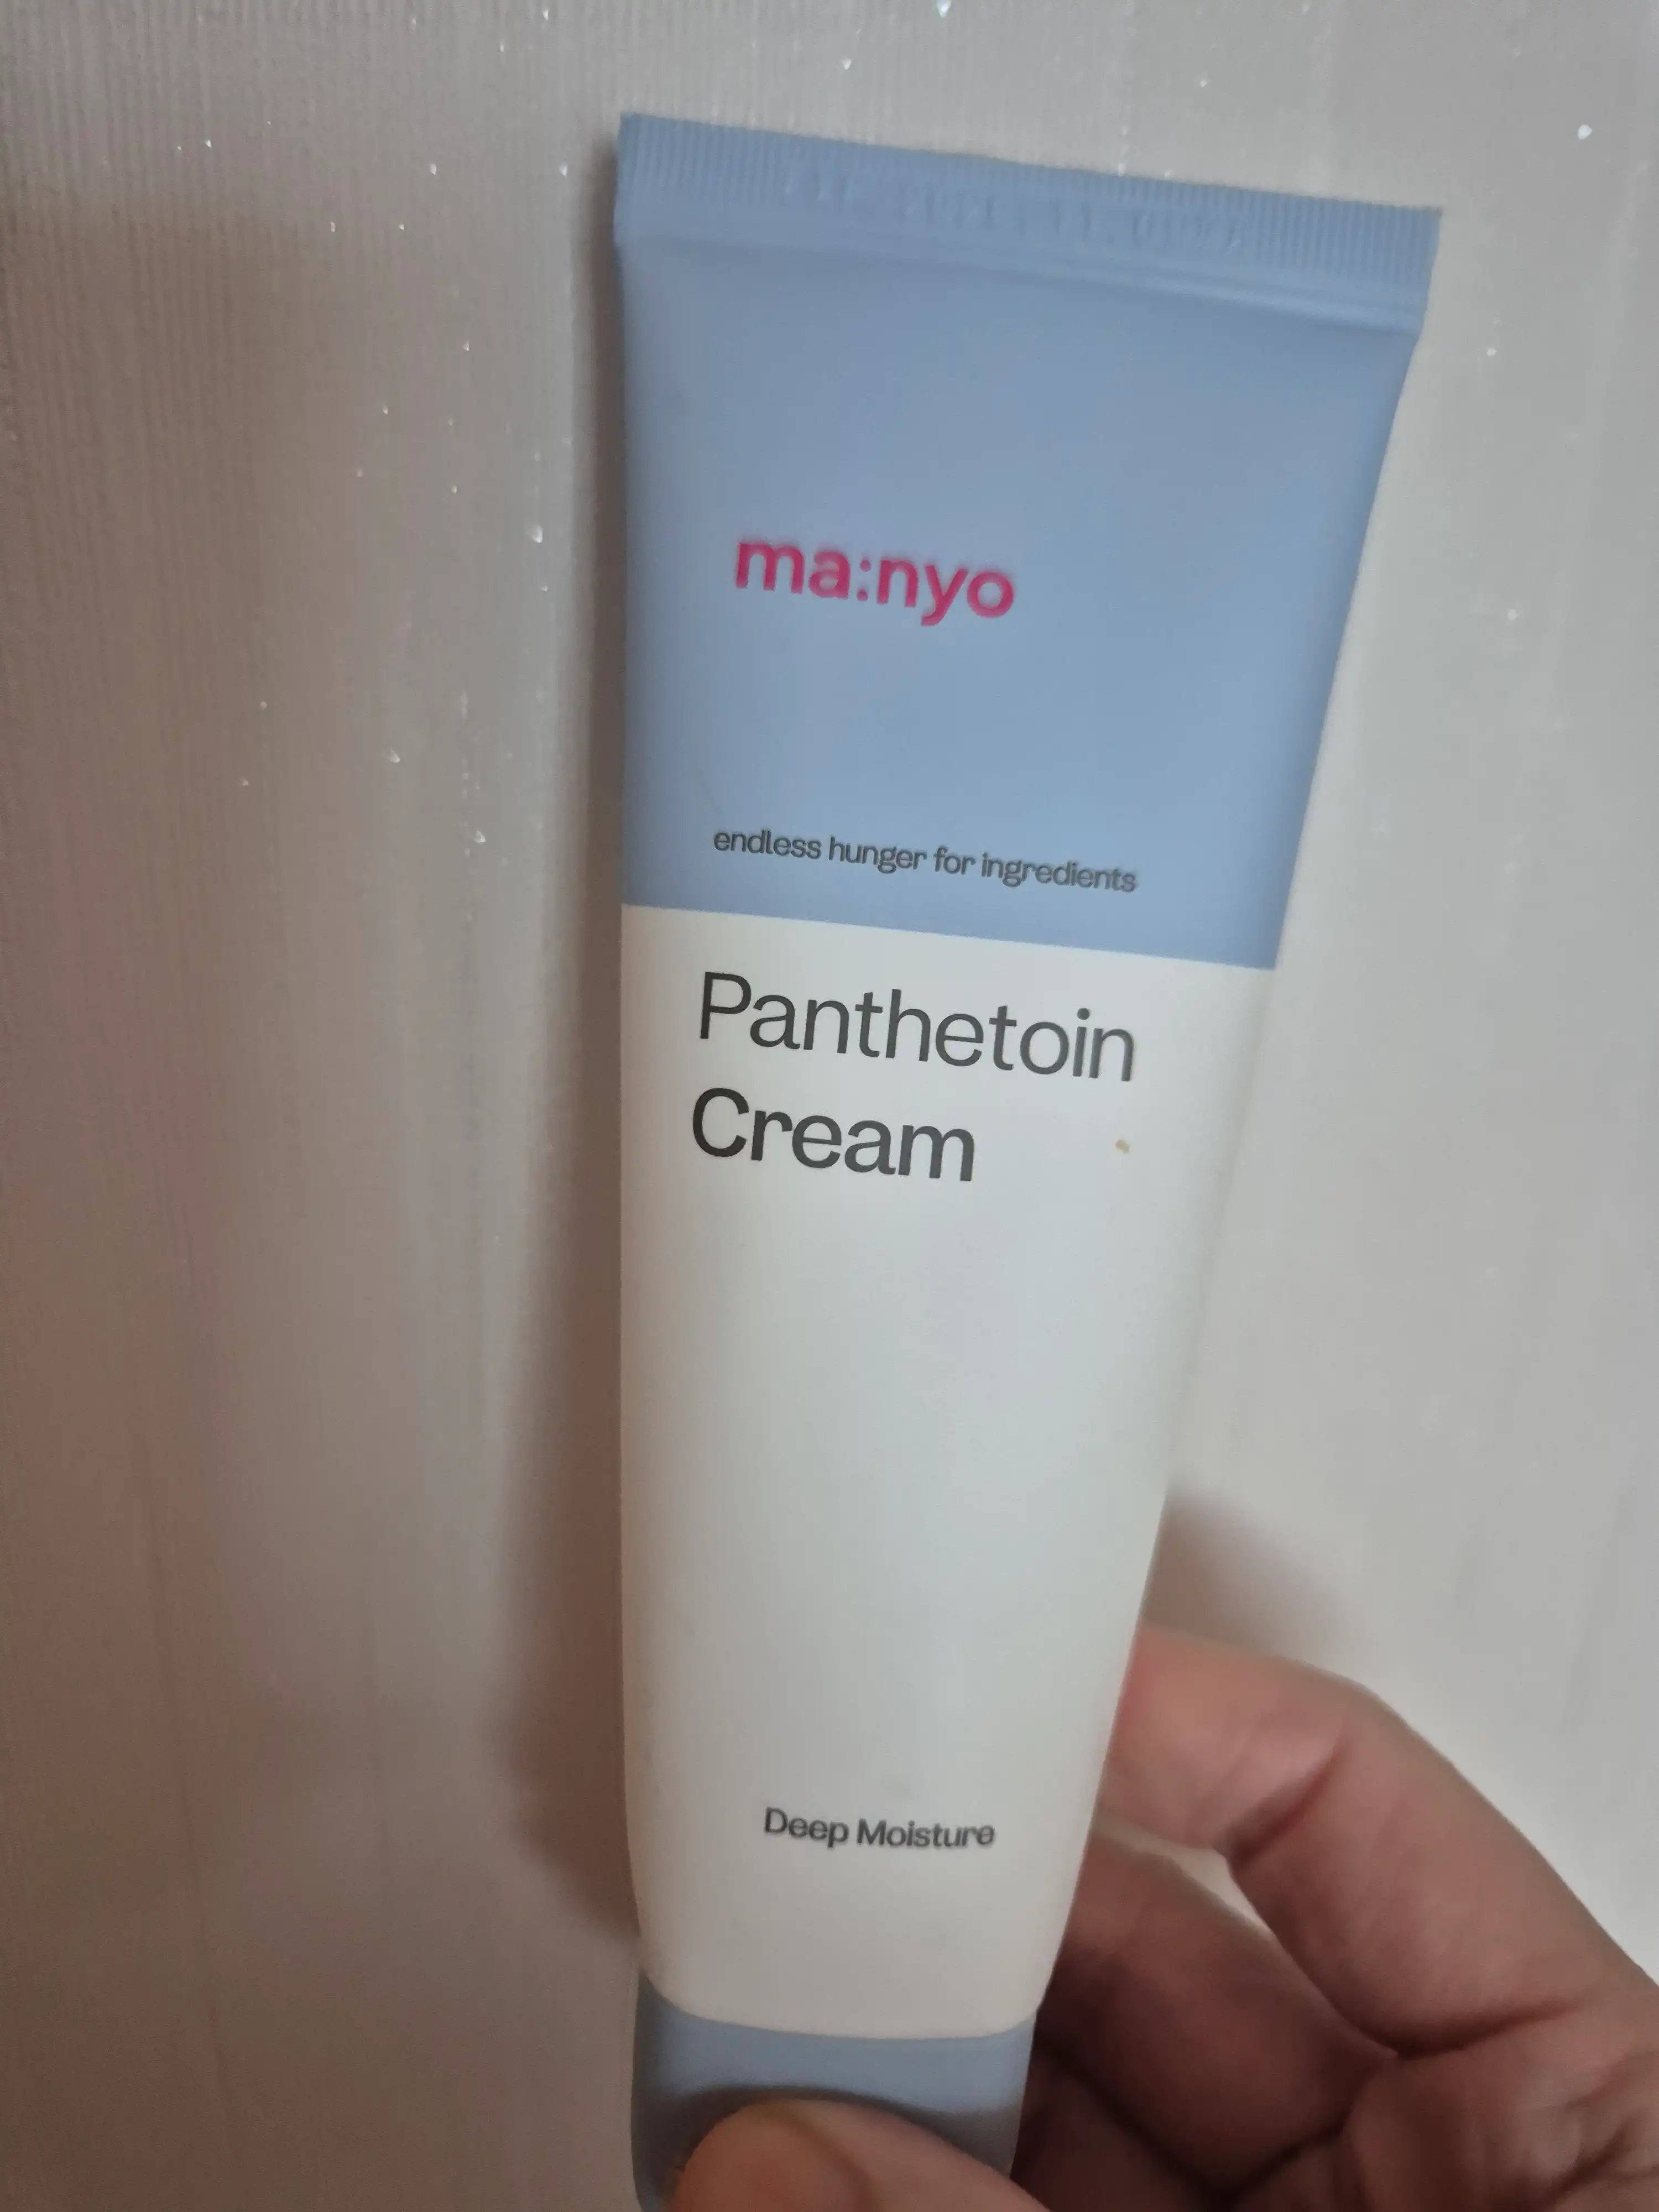 ma:nyo
endless hunger for ingredients
Panthetoin
Cream
Deep Moisture